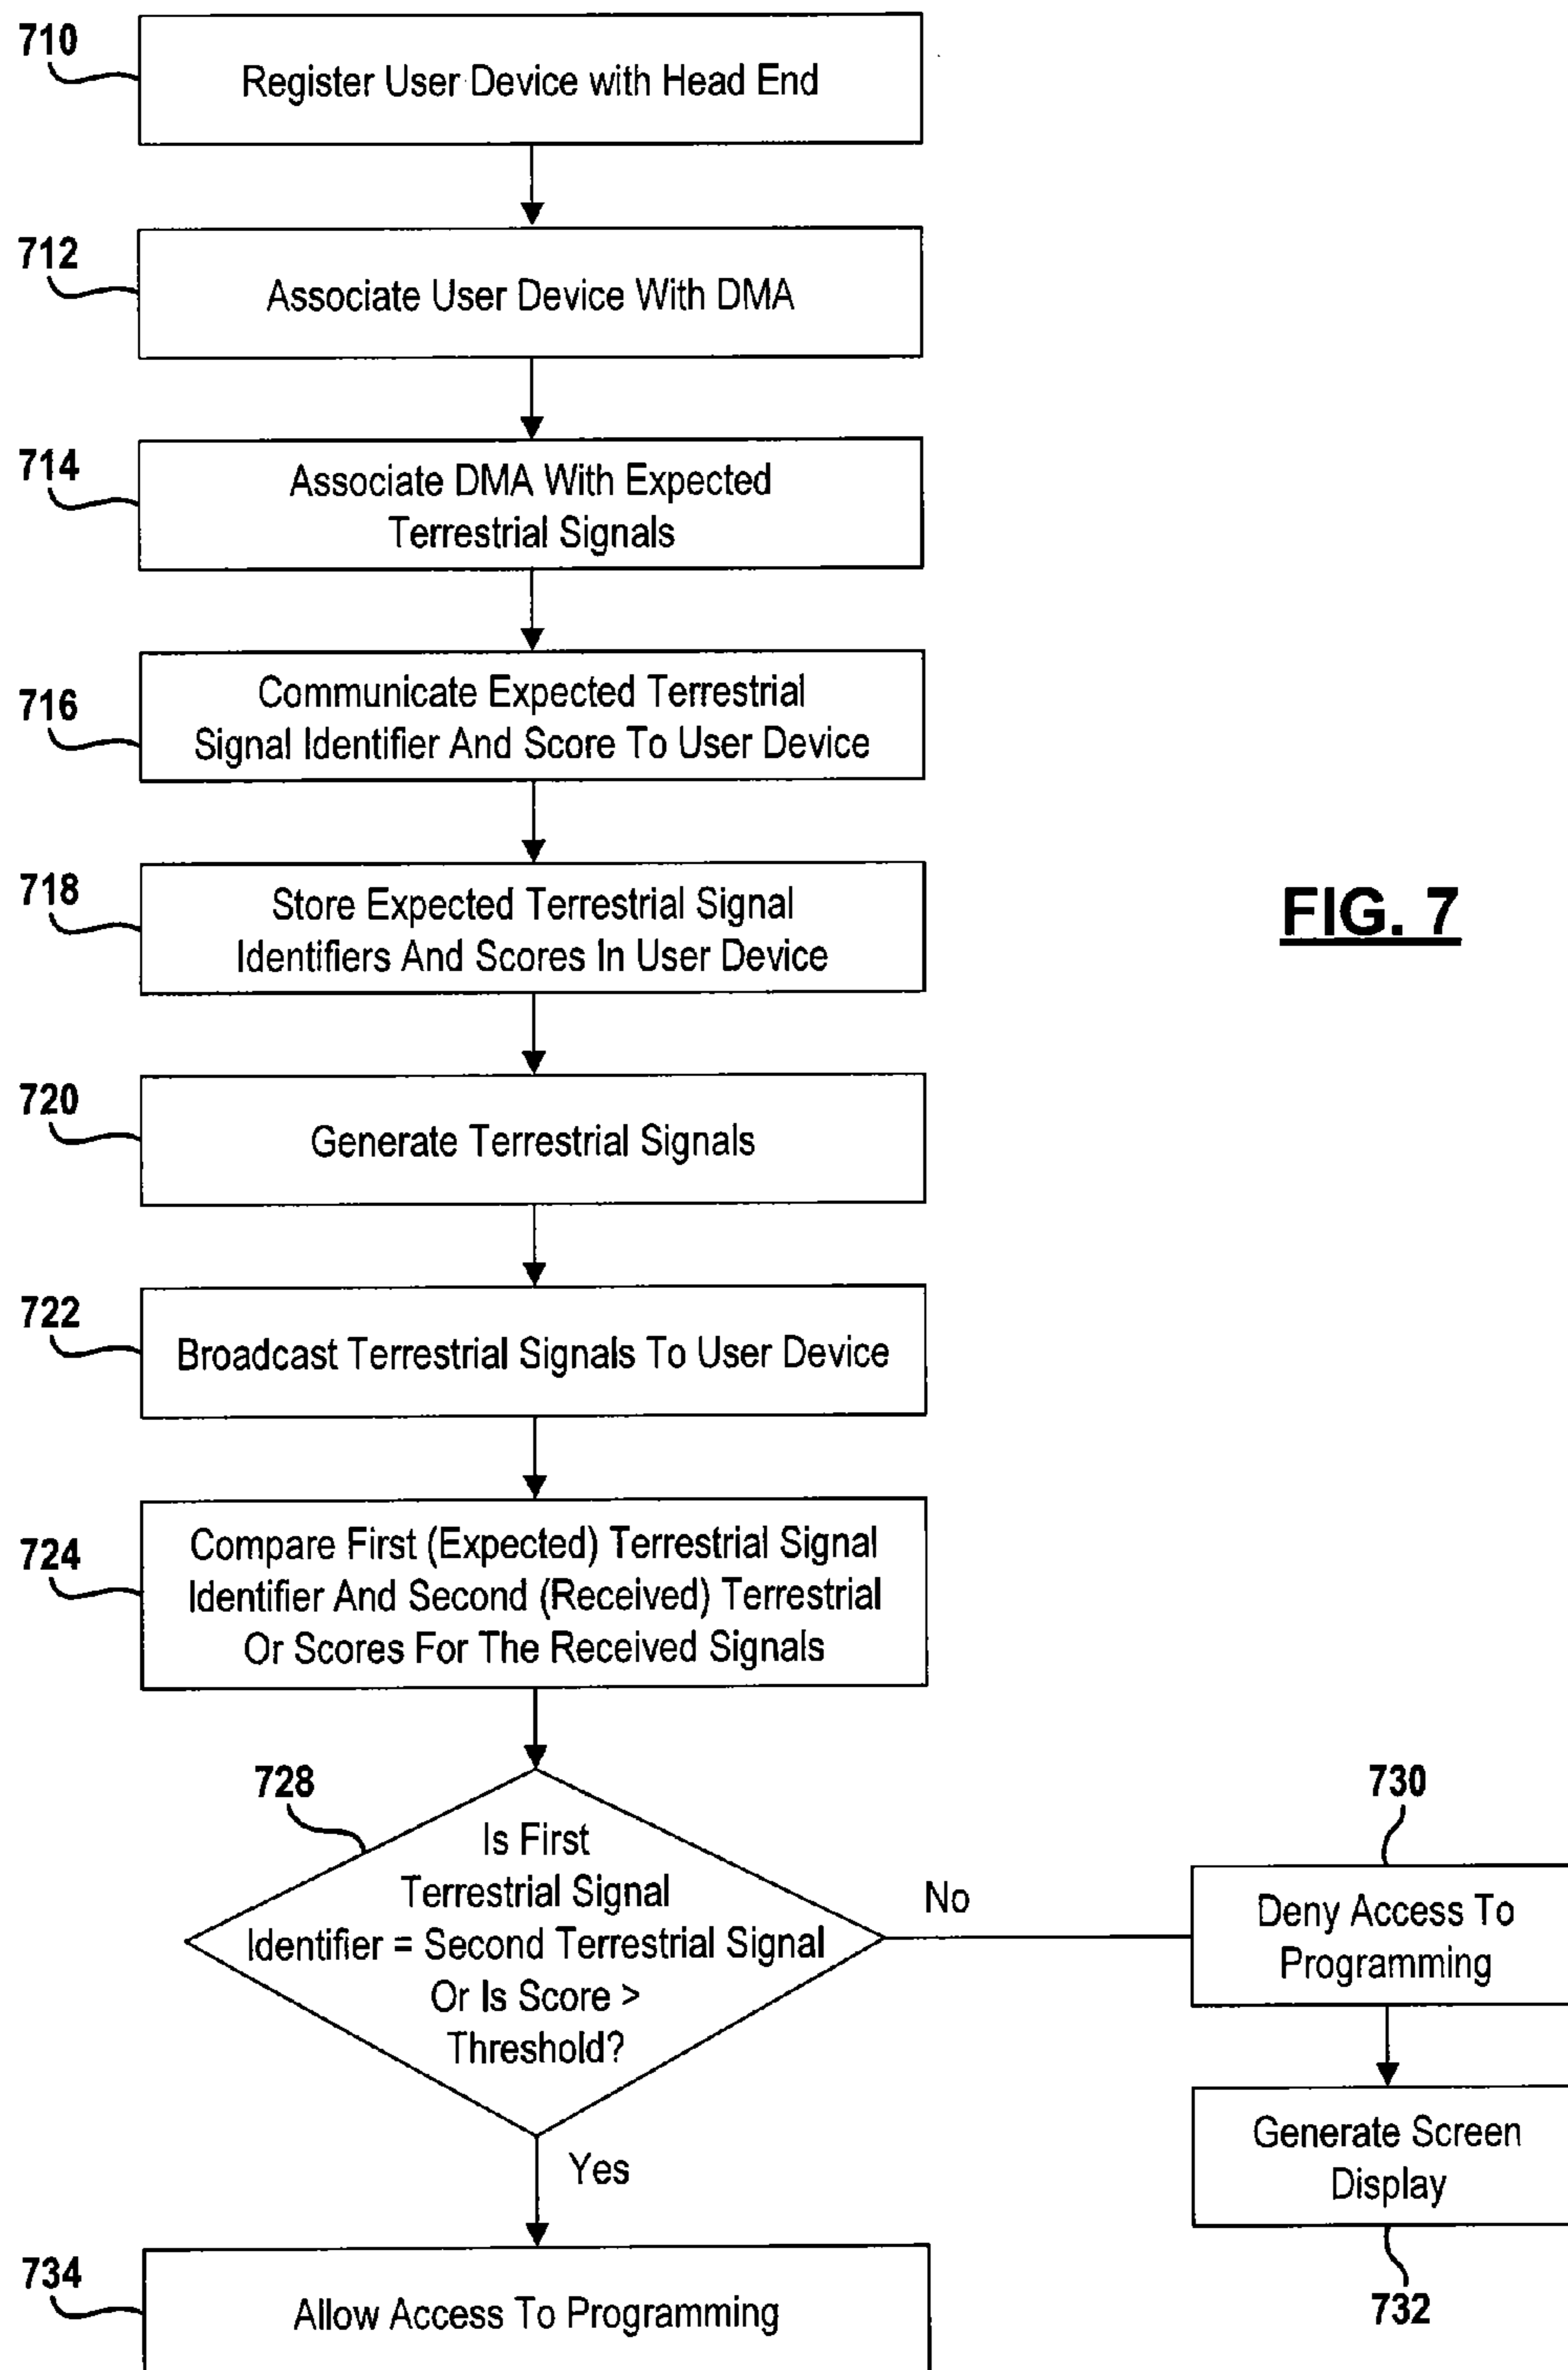 710
Register User Device with Head End
712
Associate User Device With DMA
714
Associate DMA With Expected
Terrestrial Signals
716
Communicate Expected Terrestrial
Signal Identifier And Score To User Device
718
Store Expected Terrestrial Signal
Identifiers And Scores In User Device
FIG. 7
720
Generate Terrestrial Signals
722
Broadcast Terrestrial Signals To User Device
724
Compare First (Expected) Terrestrial Signal
Identifier And Second (Received) Terrestrial
Or Scores For The Received Signals
728
Is First
Terrestrial Signal
Identifier = Second Terrestrial Signal
Or Is Score >
Threshold?
No
730
Deny Access To
Programming
Generate Screen
Display
732
Yes
734
Allow Access To Programming